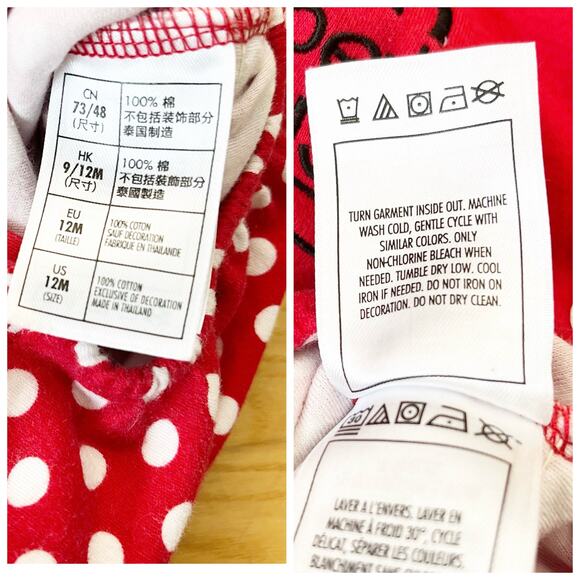 CN
73/48
(尺寸)
100% 棉
不包括装饰部分
泰国制造
HK
9/12M
(尺寸)
100% 棉
不包括裝飾部分
泰國製造
EU
12M
(TAILLE)
100% COTON
SAUF DECORATION
FABRIQUE EN THAILANDE
US
12M
(SIZE)
100% COTTON
EXCLUSIVE OF DECORATION
MADE IN THAILAND
TURN GARMENT INSIDE OUT. MACHINE
WASH COLD, GENTLE CYCLE WITH
SIMILAR COLORS. ONLY
NON-CHLORINE BLEACH WHEN
NEEDED. TUMBLE DRY LOW. COOL
IRON IF NEEDED. DO NOT IRON ON
DECORATION. DO NOT DRY CLEAN.
30
LAVER A L'ENVERS. LAVER EN
MACHINE À FROID 30°, CYCLE
DÉLICAT, SÉPARER LES COULEURS.
BLANCHIMENT SANS